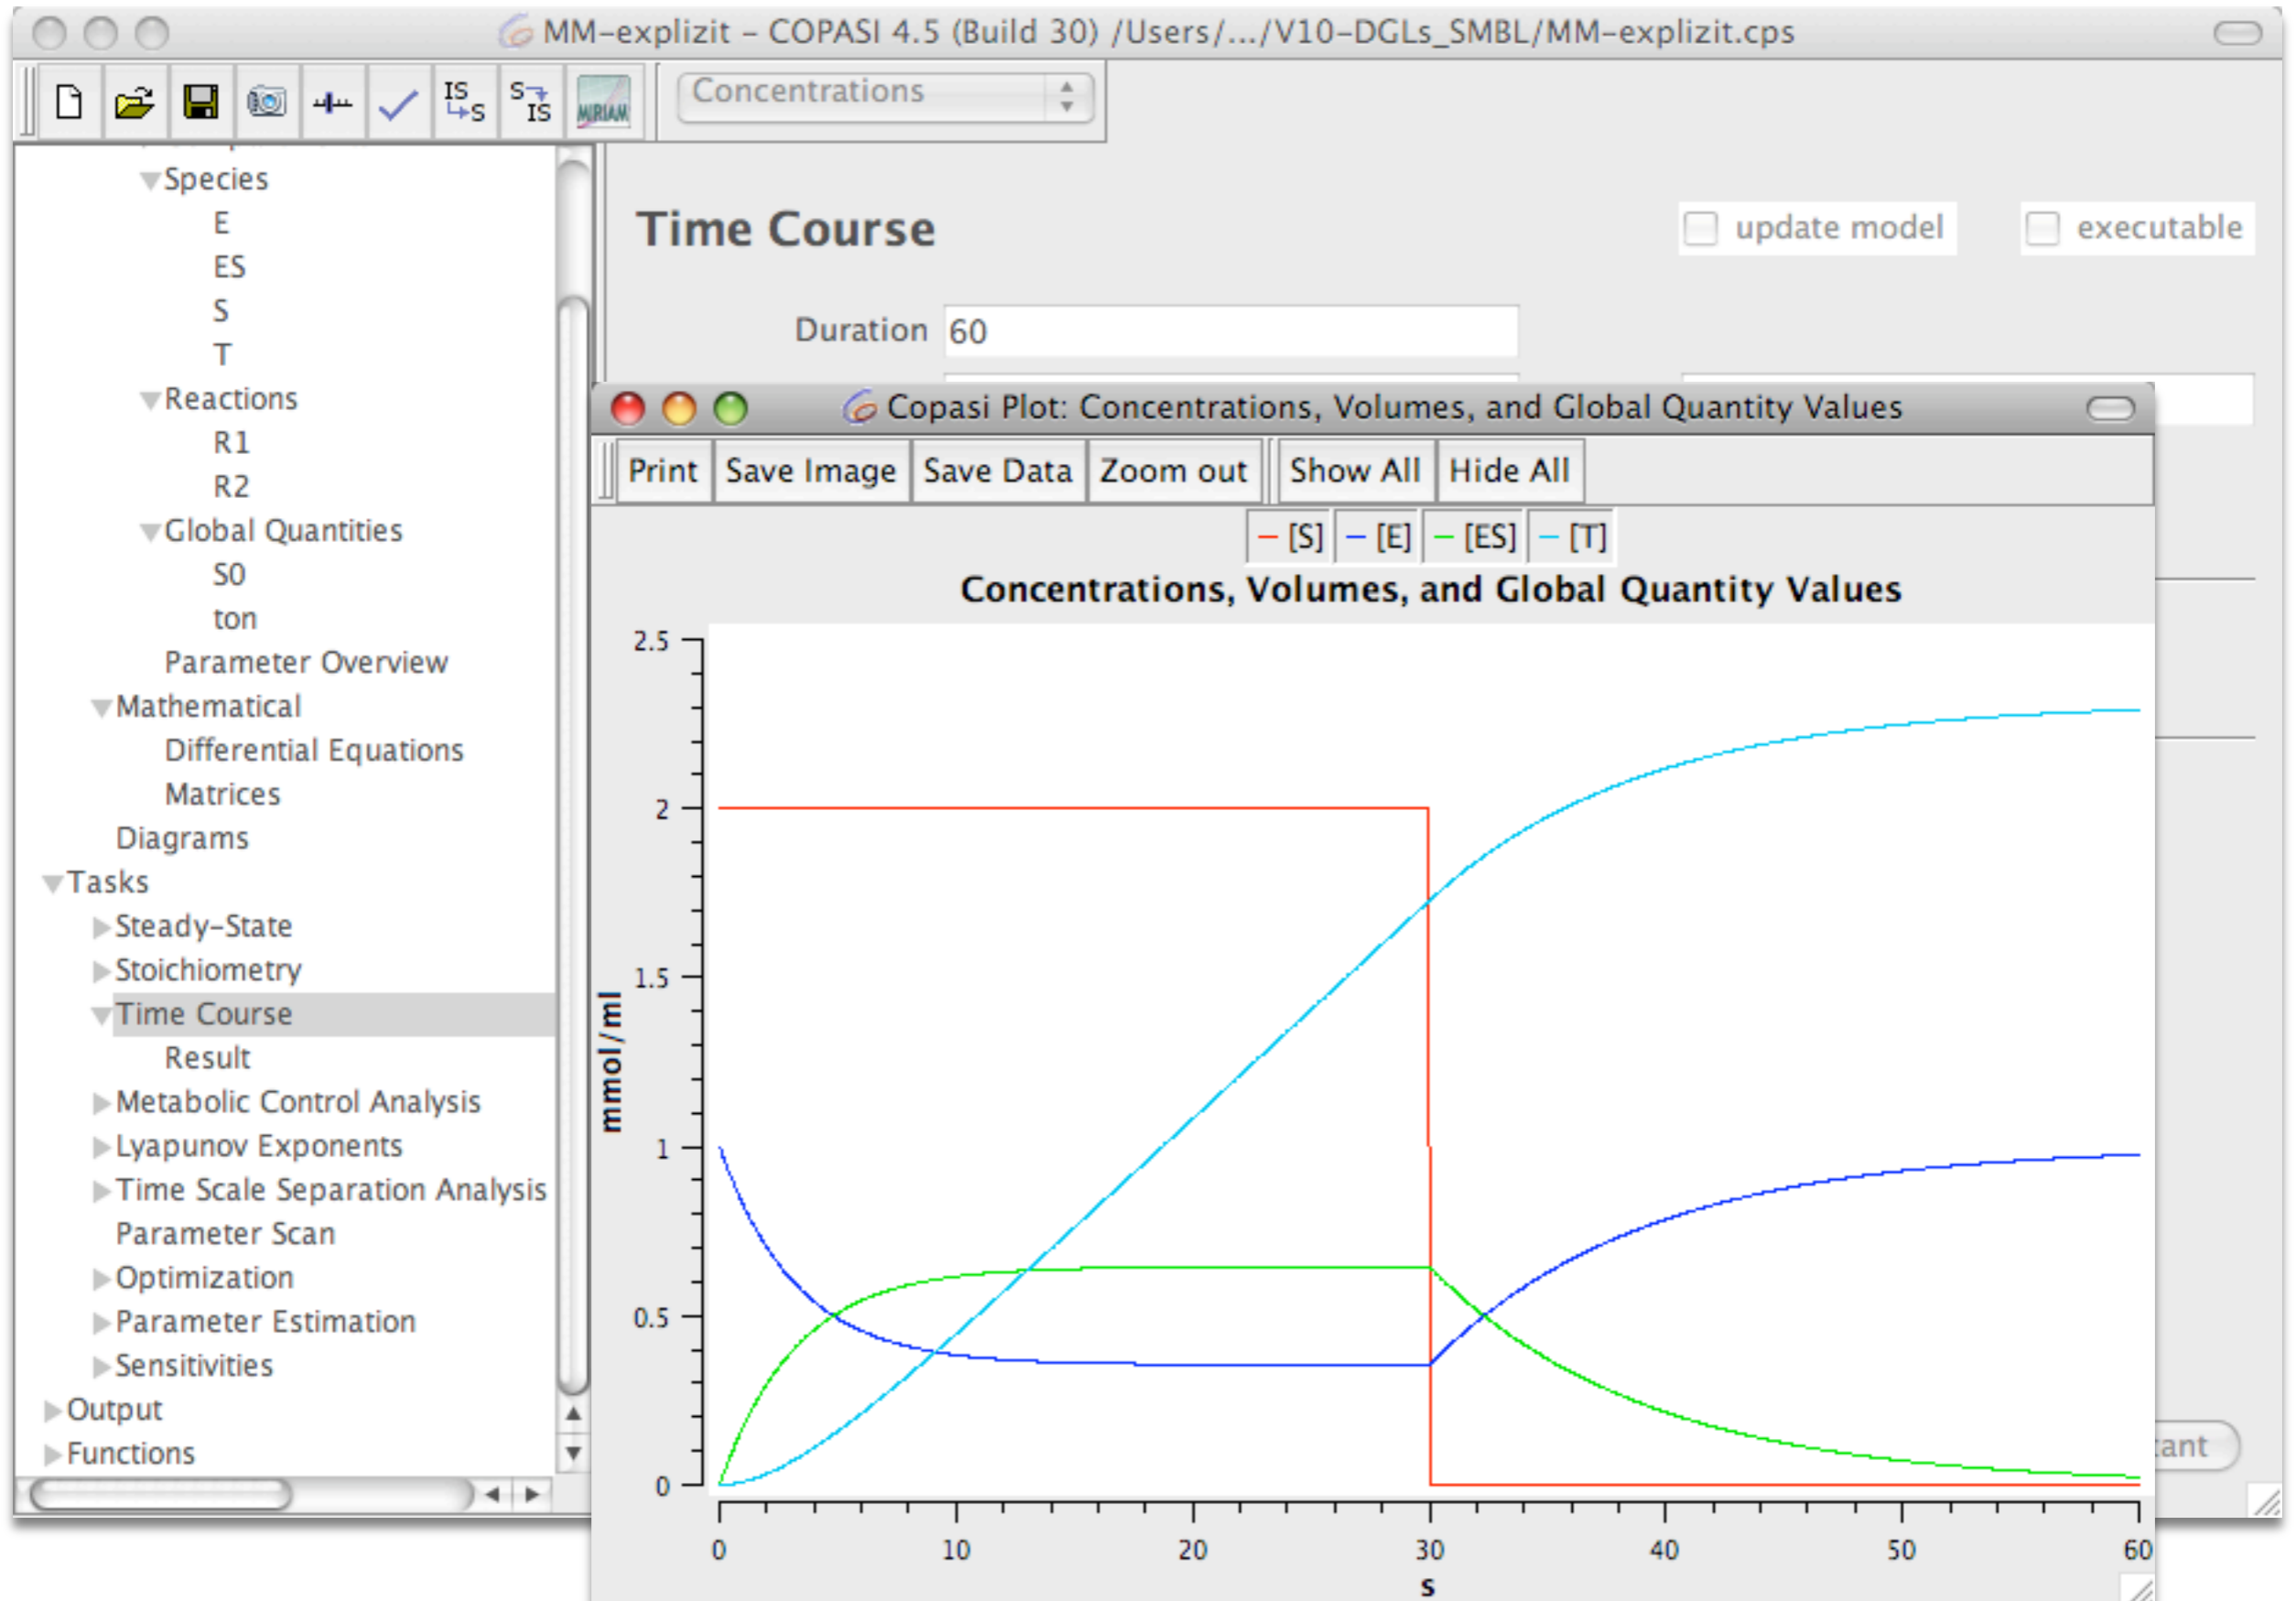 MM-explizit - COPASI 4.5 (Build 30) /Users/.../V10-DGLs_SMBL/MM-explizit.cps
IS
S
S
IS
MIRIAM
Concentrations
Species
E
ES
S
T
Reactions
R1
R2
Global Quantities
S0
ton
Parameter Overview
Mathematical
Differential Equations
Matrices
Diagrams
Tasks
Steady-State
Stoichiometry
Time Course
Result
Metabolic Control Analysis
Lyapunov Exponents
Time Scale Separation Analysis
Parameter Scan
Optimization
Parameter Estimation
Sensitivities
Output
Functions
Time Course
update model
executable
Duration
60
Copasi Plot: Concentrations, Volumes, and Global Quantity Values
Print Save Image Save Data Zoom out Show All Hide All
[S] [E] [ES] [T]
Concentrations, Volumes, and Global Quantity Values
2.5
2
1.5
1
0.5
0
mmol/ml
0 10 20 30 40 50 60
s